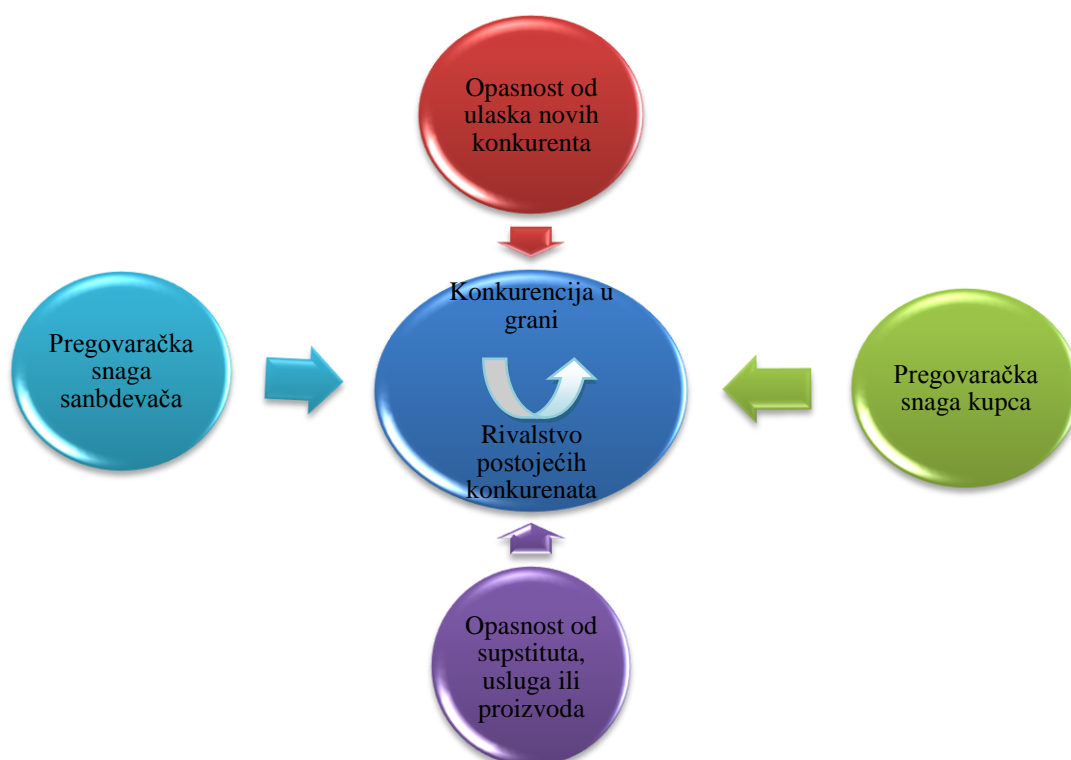 Opasnost od
ulaska novih
konkurenta
Konkurencija u
grani
Pregovaračka
snaga
sanbdevača
Pregovaračka
snaga kupca
Rivalstvo
postojećih
konkurenata
Opasnost od
supstituta,
usluga ili
proizvoda